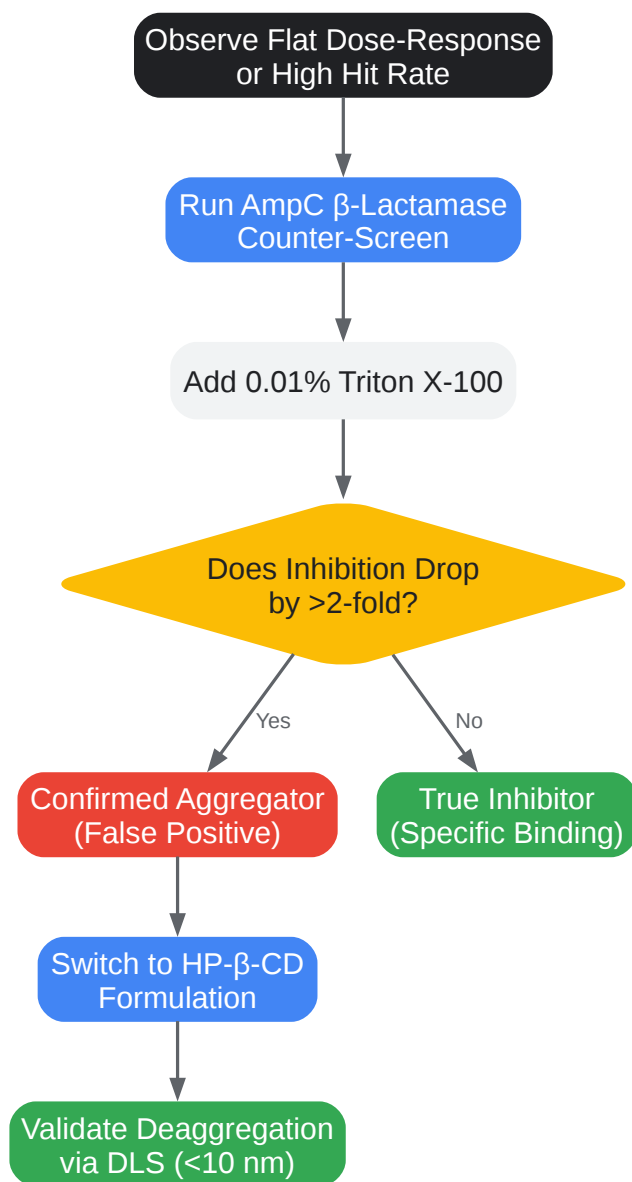 Observe Flat Dose-Response
or High Hit Rate
Run AmpC β-Lactamase
Counter-Screen
Add 0.01% Triton X-100
Does Inhibition Drop
by >2-fold?
Yes
No
Confirmed Aggregator
(False Positive)
True Inhibitor
(Specific Binding)
Switch to HP-β-CD
Formulation
Validate Deaggregation
via DLS (<10 nm)